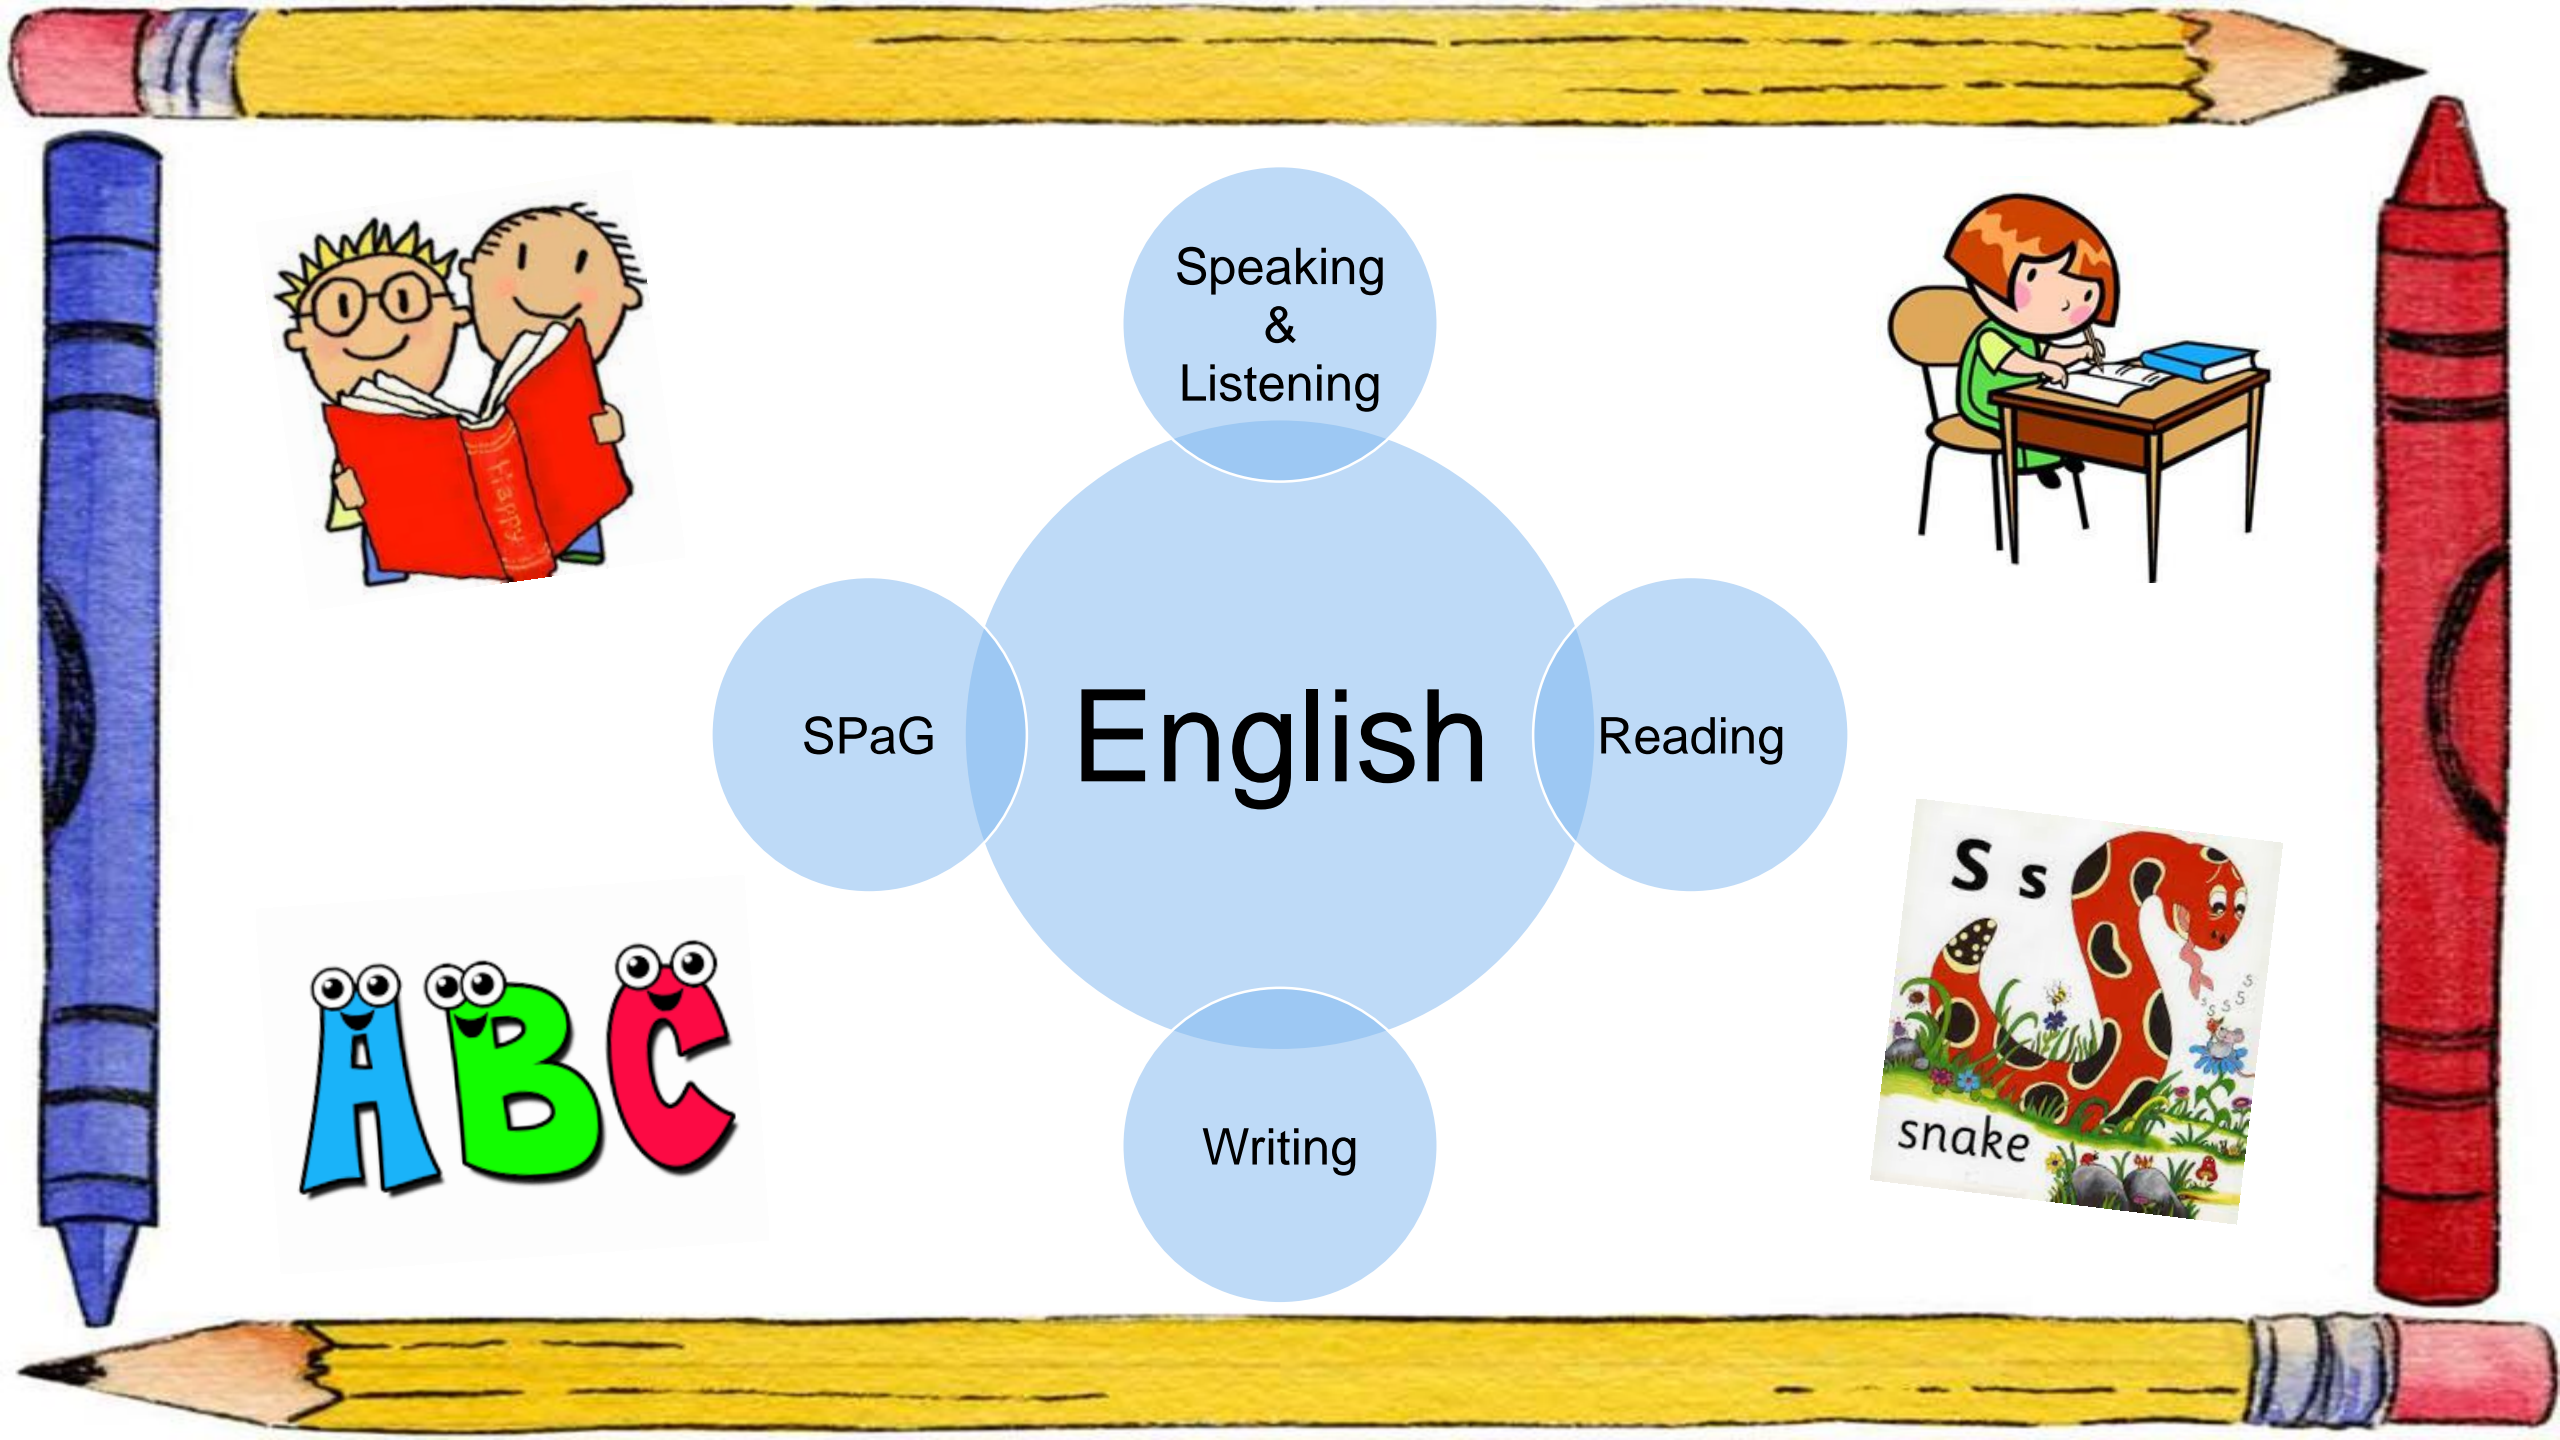 Speaking
&
Listening
SPaG
English
Reading
Writing
Happy
ABC
S s
s s s s
snake